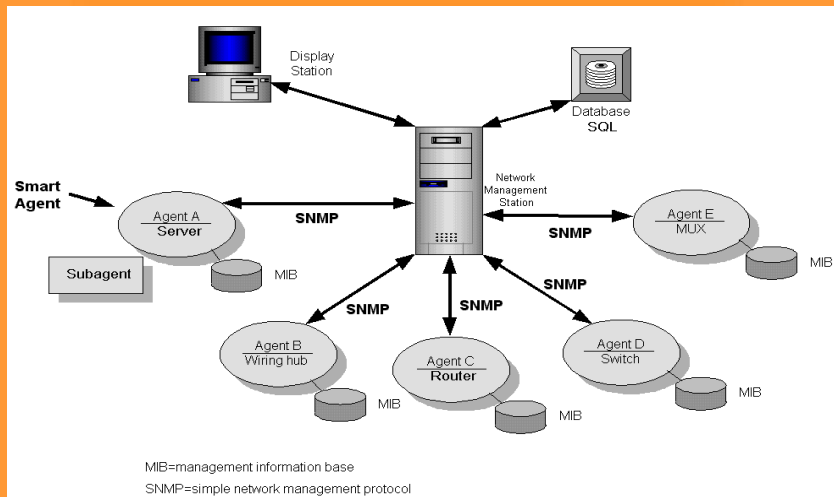 Display
Station
Database
SQL
Network
Management
Station
Smart
Agent
Agent A
Server
SNMP
Subagent
MIB
Agent E
MUX
SNMP
MIB
SNMP
Agent B
Wiring hub
MIB
SNMP
Agent C
Router
MIB
SNMP
Agent D
Switch
MIB
MIB=management information base
SNMP=simple network management protocol